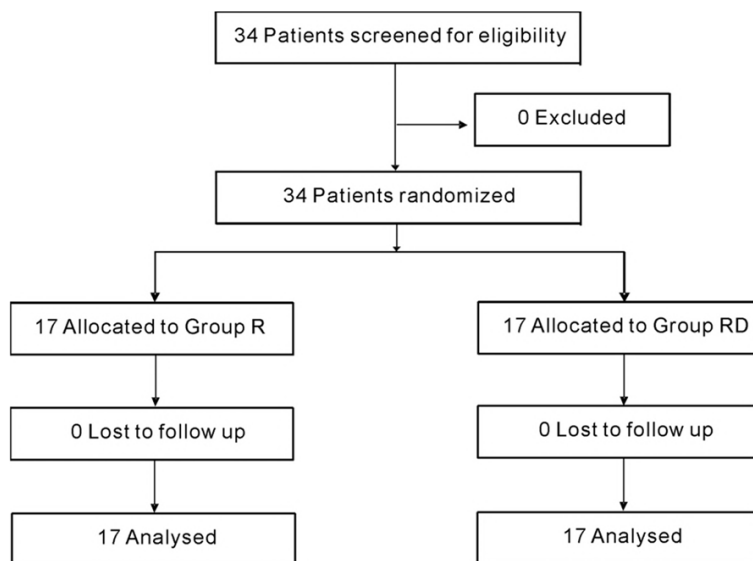 34 Patients screened for eligibility
0 Excluded
34 Patients randomized
17 Allocated to Group R
17 Allocated to Group RD
0 Lost to follow up
0 Lost to follow up
17 Analysed
17 Analysed